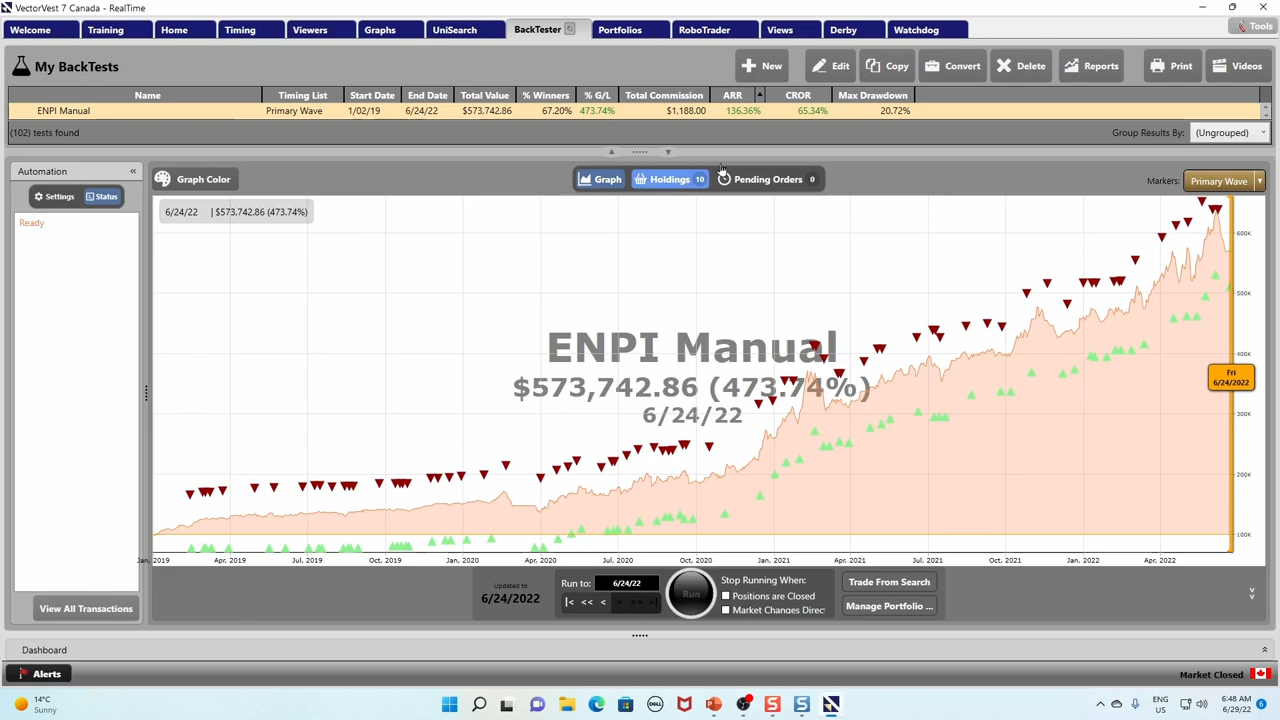 VectorVest 7 Canada - RealTime
Welcome Training Home Timing Viewers Graphs UniSearch BackTester Portfolios RoboTrader Views Derby Watchdog Tools
My BackTests New Edit Copy Convert Delete Reports Print Videos
Name Timing List Start Date End Date Total Value % Winners % G/L Total Commission ARR CROR Max Drawdown
ENPI Manual Primary Wave 1/02/19 6/24/22 $573,742.86 67.20% 473.74% $1,188.00 136.36% 65.34% 20.72%
(102) tests found Group Results By: (Ungrouped)
Automation «
Graph Color Graph Holdings 10 Pending Orders 0 Markers: Primary Wave
Settings Status
6/24/22 | $573,742.86 (473.74%)
Ready
600K
500K
ENPI Manual
400K
Fri
6/24/2022
$573,742.86 (473.74%)
6/24/22
300K
200K
100K
Jan, 2019 Apr, 2019 Jul, 2019 Oct, 2019 Jan, 2020 Apr, 2020 Jul, 2020 Oct, 2020 Jan, 2021 Apr, 2021 Jul, 2021 Oct, 2021 Jan, 2022 Apr, 2022
Updated to
6/24/2022
Run to: 6/24/22
|< << < > >> >|
Run
Stop Running When:
Positions are Closed
Market Changes Direc
Trade From Search
Manage Portfolio ...
View All Transactions
Dashboard
Alerts Market Closed
14°C
Sunny
DELL
ENG
US
6:48 AM
6/29/22
6